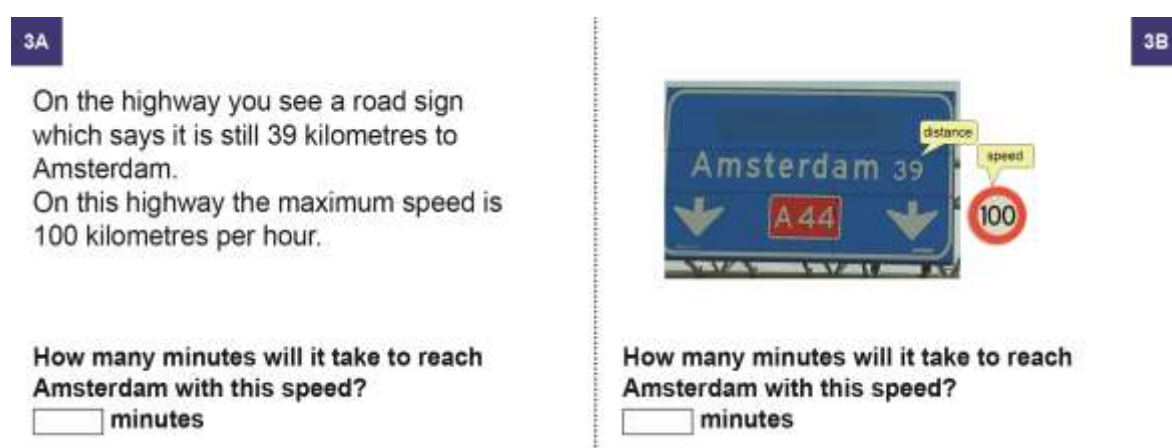 3A
On the highway you see a road sign
which says it is still 39 kilometres to
Amsterdam.
On this highway the maximum speed is
100 kilometres per hour.
How many minutes will it take to reach
Amsterdam with this speed?
minutes
3B
distance
speed
Amsterdam 39
100
A44
How many minutes will it take to reach
Amsterdam with this speed?
minutes